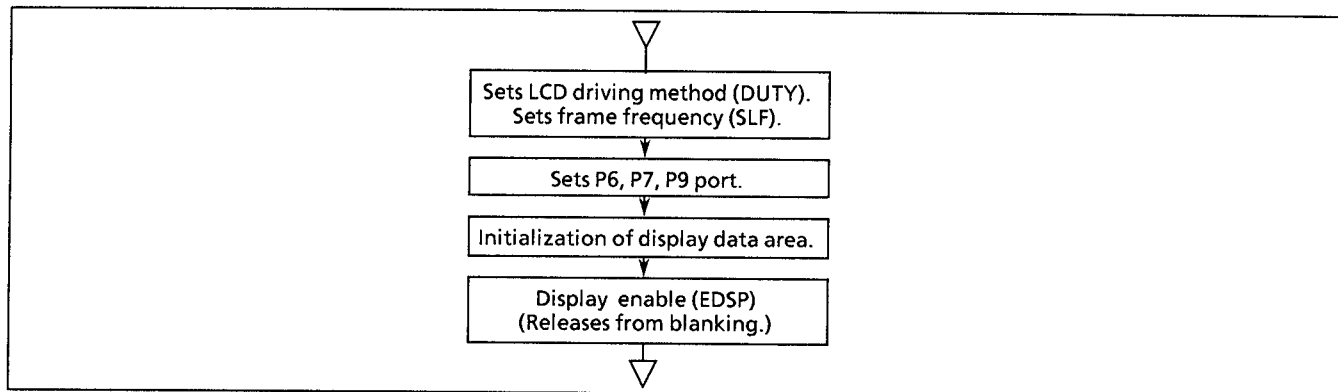 Sets LCD driving method (DUTY).
Sets frame frequency (SLF).
Sets P6, P7, P9 port.
Initialization of display data area.
Display enable (EDSP)
(Releases from blanking.)